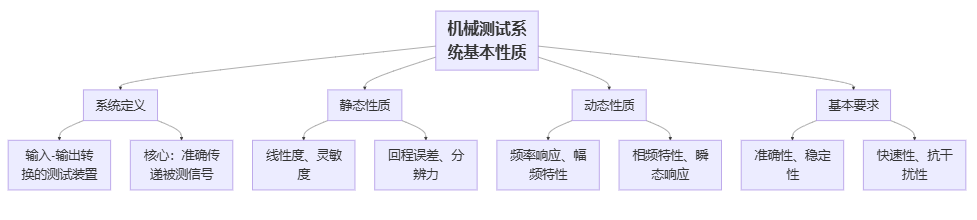 机械测试系
统基本性质
系统定义
静态性质
动态性质
基本要求
输入-输出转
换的测试装置
核心：准确传
递被测信号
线性度、灵敏
度
回程误差、分
辨力
频率响应、幅
频特性
相频特性、瞬
态响应
准确性、稳定
性
快速性、抗干
扰性